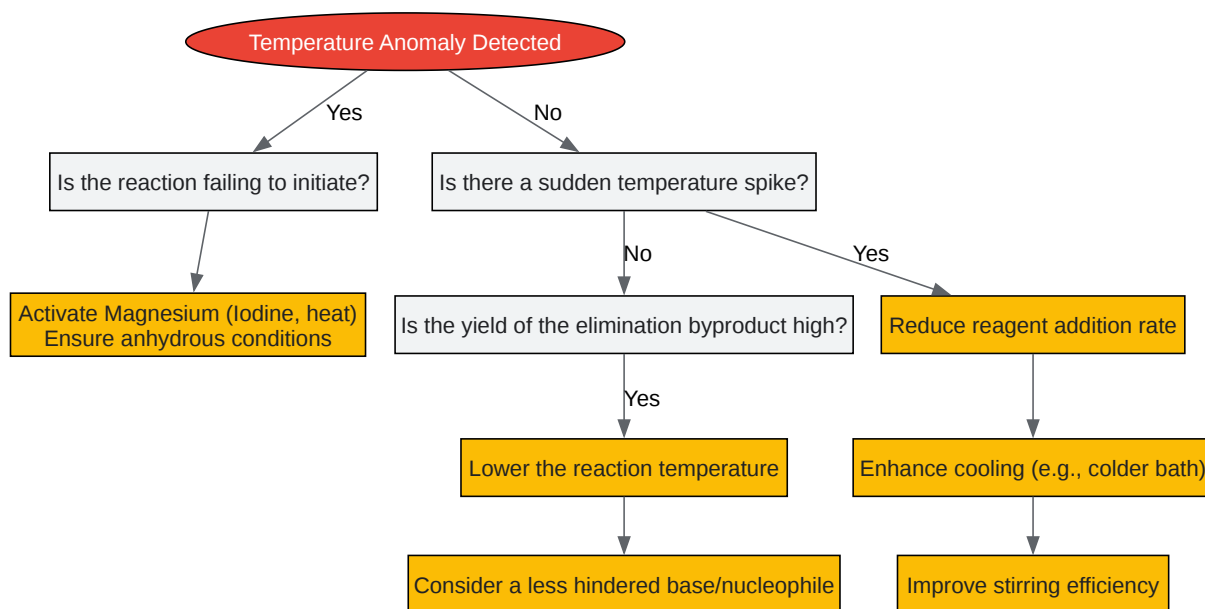 Temperature Anomaly Detected
Yes
No
Is the reaction failing to initiate?
Is there a sudden temperature spike?
No
Yes
Activate Magnesium (Iodine, heat)
Ensure anhydrous conditions
Is the yield of the elimination byproduct high?
Reduce reagent addition rate
Yes
Lower the reaction temperature
Enhance cooling (e.g., colder bath)
Consider a less hindered base/nucleophile
Improve stirring efficiency